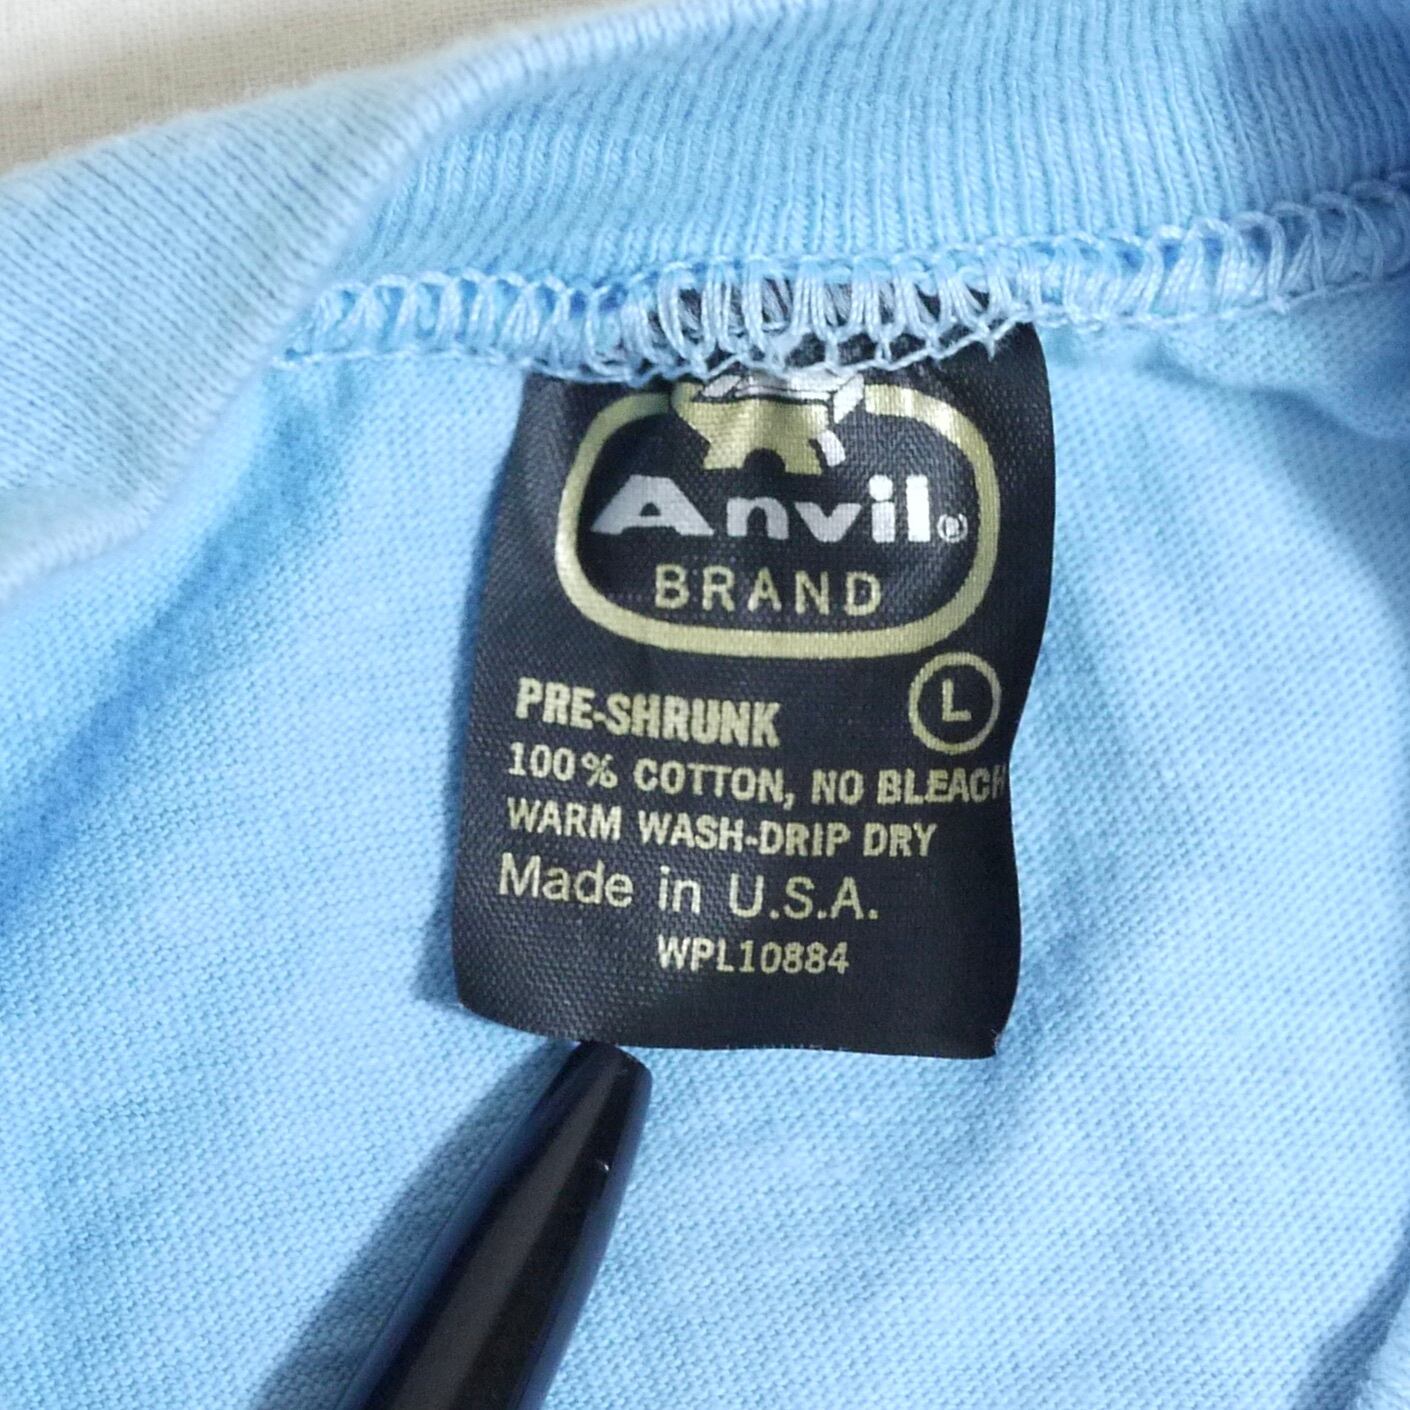 Anvil®
BRAND
L
PRE-SHRUNK
100% COTTON, NO BLEACH
WARM WASH-DRIP DRY
Made in U.S.A.
WPL10884